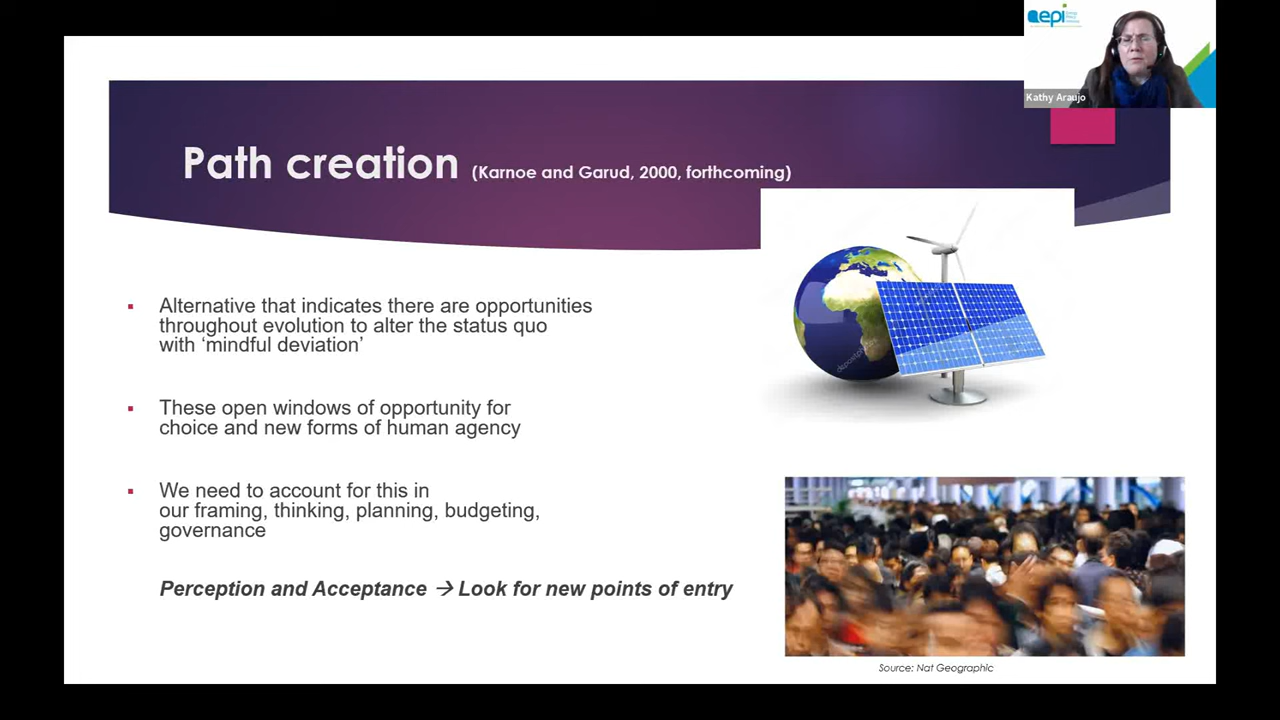 epi
Kathy Araujo
Path creation (Karnoe and Garud, 2000, forthcoming)
▪ Alternative that indicates there are opportunities
throughout evolution to alter the status quo
with ‘mindful deviation’
▪ These open windows of opportunity for
choice and new forms of human agency
▪ We need to account for this in
our framing, thinking, planning, budgeting,
governance
Perception and Acceptance → Look for new points of entry
Source: Nat Geographic